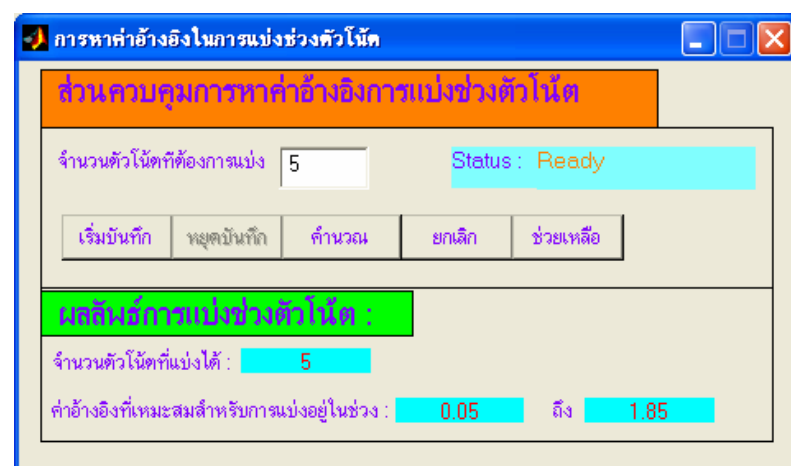 การหาค่าอ้างอิงในการแบ่งช่วงตัวโน้ต
ส่วนควบคุมการหาค่าอ้างอิงการแบ่งช่วงตัวโน้ต
จำนวนตัวโน้ตที่ต้องการแบ่ง 5 Status : Ready
เริ่มบันทึก หยุดบันทึก คำนวณ ยกเลิก ช่วยเหลือ
ผลลัพธ์การแบ่งช่วงตัวโน้ต :
จำนวนตัวโน้ตที่แบ่งได้ : 5
ค่าอ้างอิงที่เหมะสมสำหรับการแบ่งอยู่ในช่วง : 0.05 ถึง 1.85